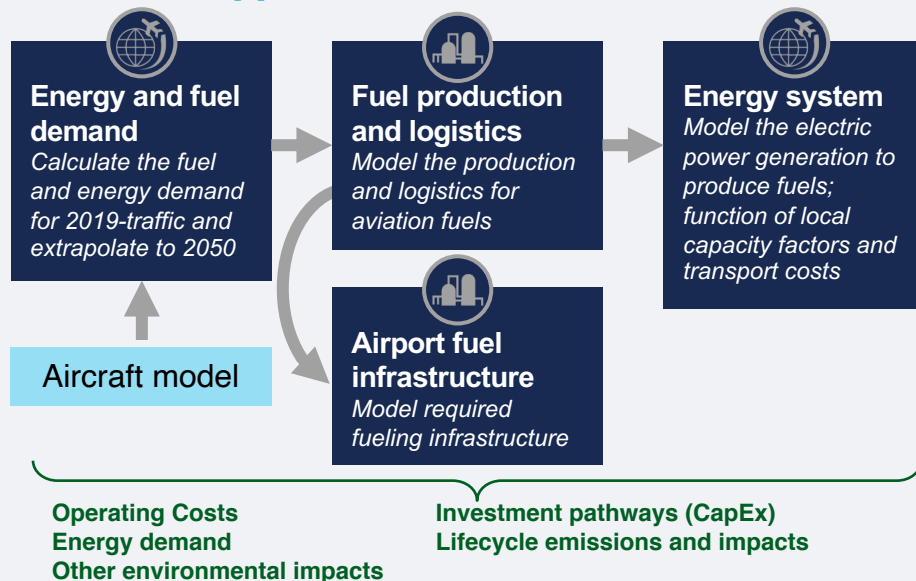 Energy and fuel
demand
Calculate the fuel
and energy demand
for 2019-traffic and
extrapolate to 2050
Fuel production
and logistics
Model the production
and logistics for
aviation fuels
Energy system
Model the electric
power generation to
produce fuels;
function of local
capacity factors and
transport costs
Aircraft model
Airport fuel
infrastructure
Model required
fueling infrastructure
Operating Costs
Energy demand
Other environmental impacts
Investment pathways (CapEx)
Lifecycle emissions and impacts